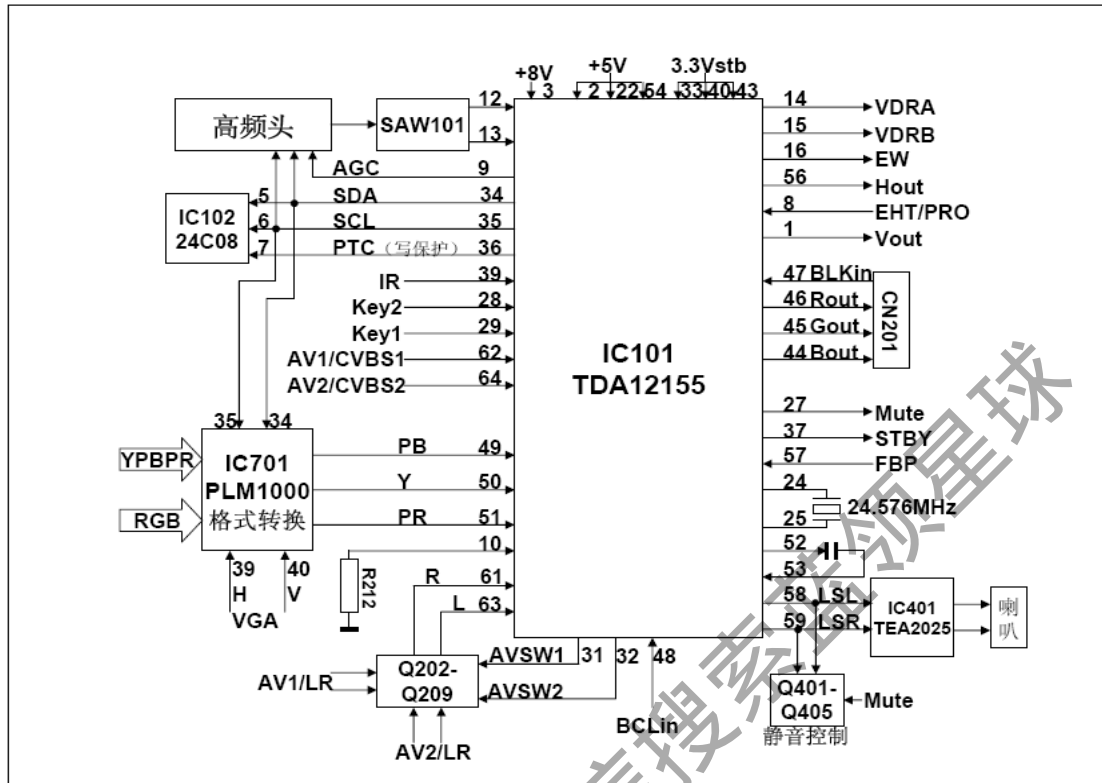 +8V
+5V
3.3Vstb
3
2
22
54
33
40
43
高频头
SAW101
12
13
AGC
9
5
SDA
34
6
SCL
35
7
PTC(写保护)
36
IC102
24C08
IR
39
Key2
28
Key1
29
AV1/CVBS1
62
AV2/CVBS2
64
35
34
YPBPR
RGB
IC701
PLM1000
格式转换
PB
49
Y
50
PR
51
10
39
40
H
V
VGA
R212
R
61
L
63
Q202-
Q209
AV1/LR
AV2/LR
AVSW1
31
AVSW2
32
48
BCLin
IC101
TDA12155
14
VDRA
15
VDRB
16
EW
56
Hout
8
EHT/PRO
1
Vout
47
BLKin
46
Rout
45
Gout
44
Bout
CN201
27
Mute
37
STBY
57
FBP
24
25
24.576MHz
52
53
58
LSL
59
LSR
IC401
TEA2025
喇
叭
Q401-
Q405
Mute
静音控制
搜索蓝领星球